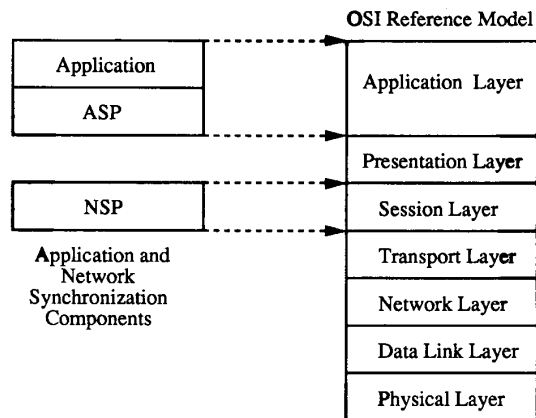 OSI Reference Model
Application
ASP
NSP
Application and
Network
Synchronization
Components
Application Layer
Presentation Layer
Session Layer
Transport Layer
Network Layer
Data Link Layer
Physical Layer